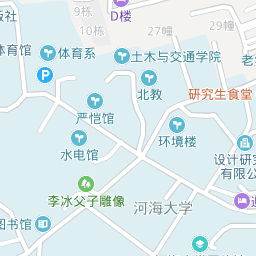 版社
9栋
10栋
D楼
29幢
27幢
体育系
土木与交通学院
体育馆
P
北教
研究生食堂
严恺馆
水电馆
环境楼
设计研
有限公
李冰父子雕像
河海大学
图书馆